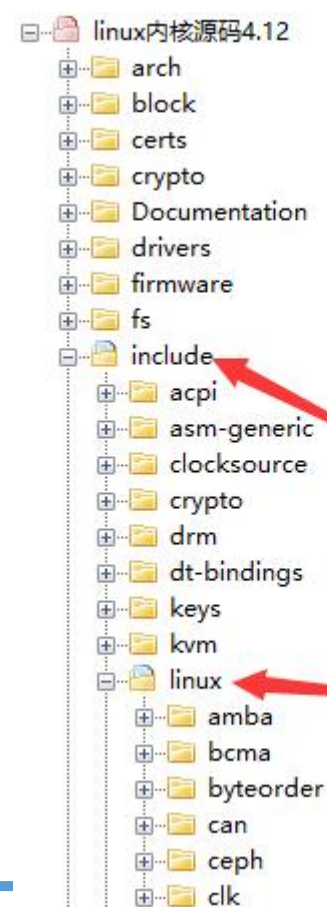 linux内核源码4.12
arch
block
certs
crypto
Documentation
drivers
firmware
fs
include
acpi
asm-generic
clocksource
crypto
drm
dt-bindings
keys
kvm
linux
amba
bcma
byteorder
can
ceph
clk